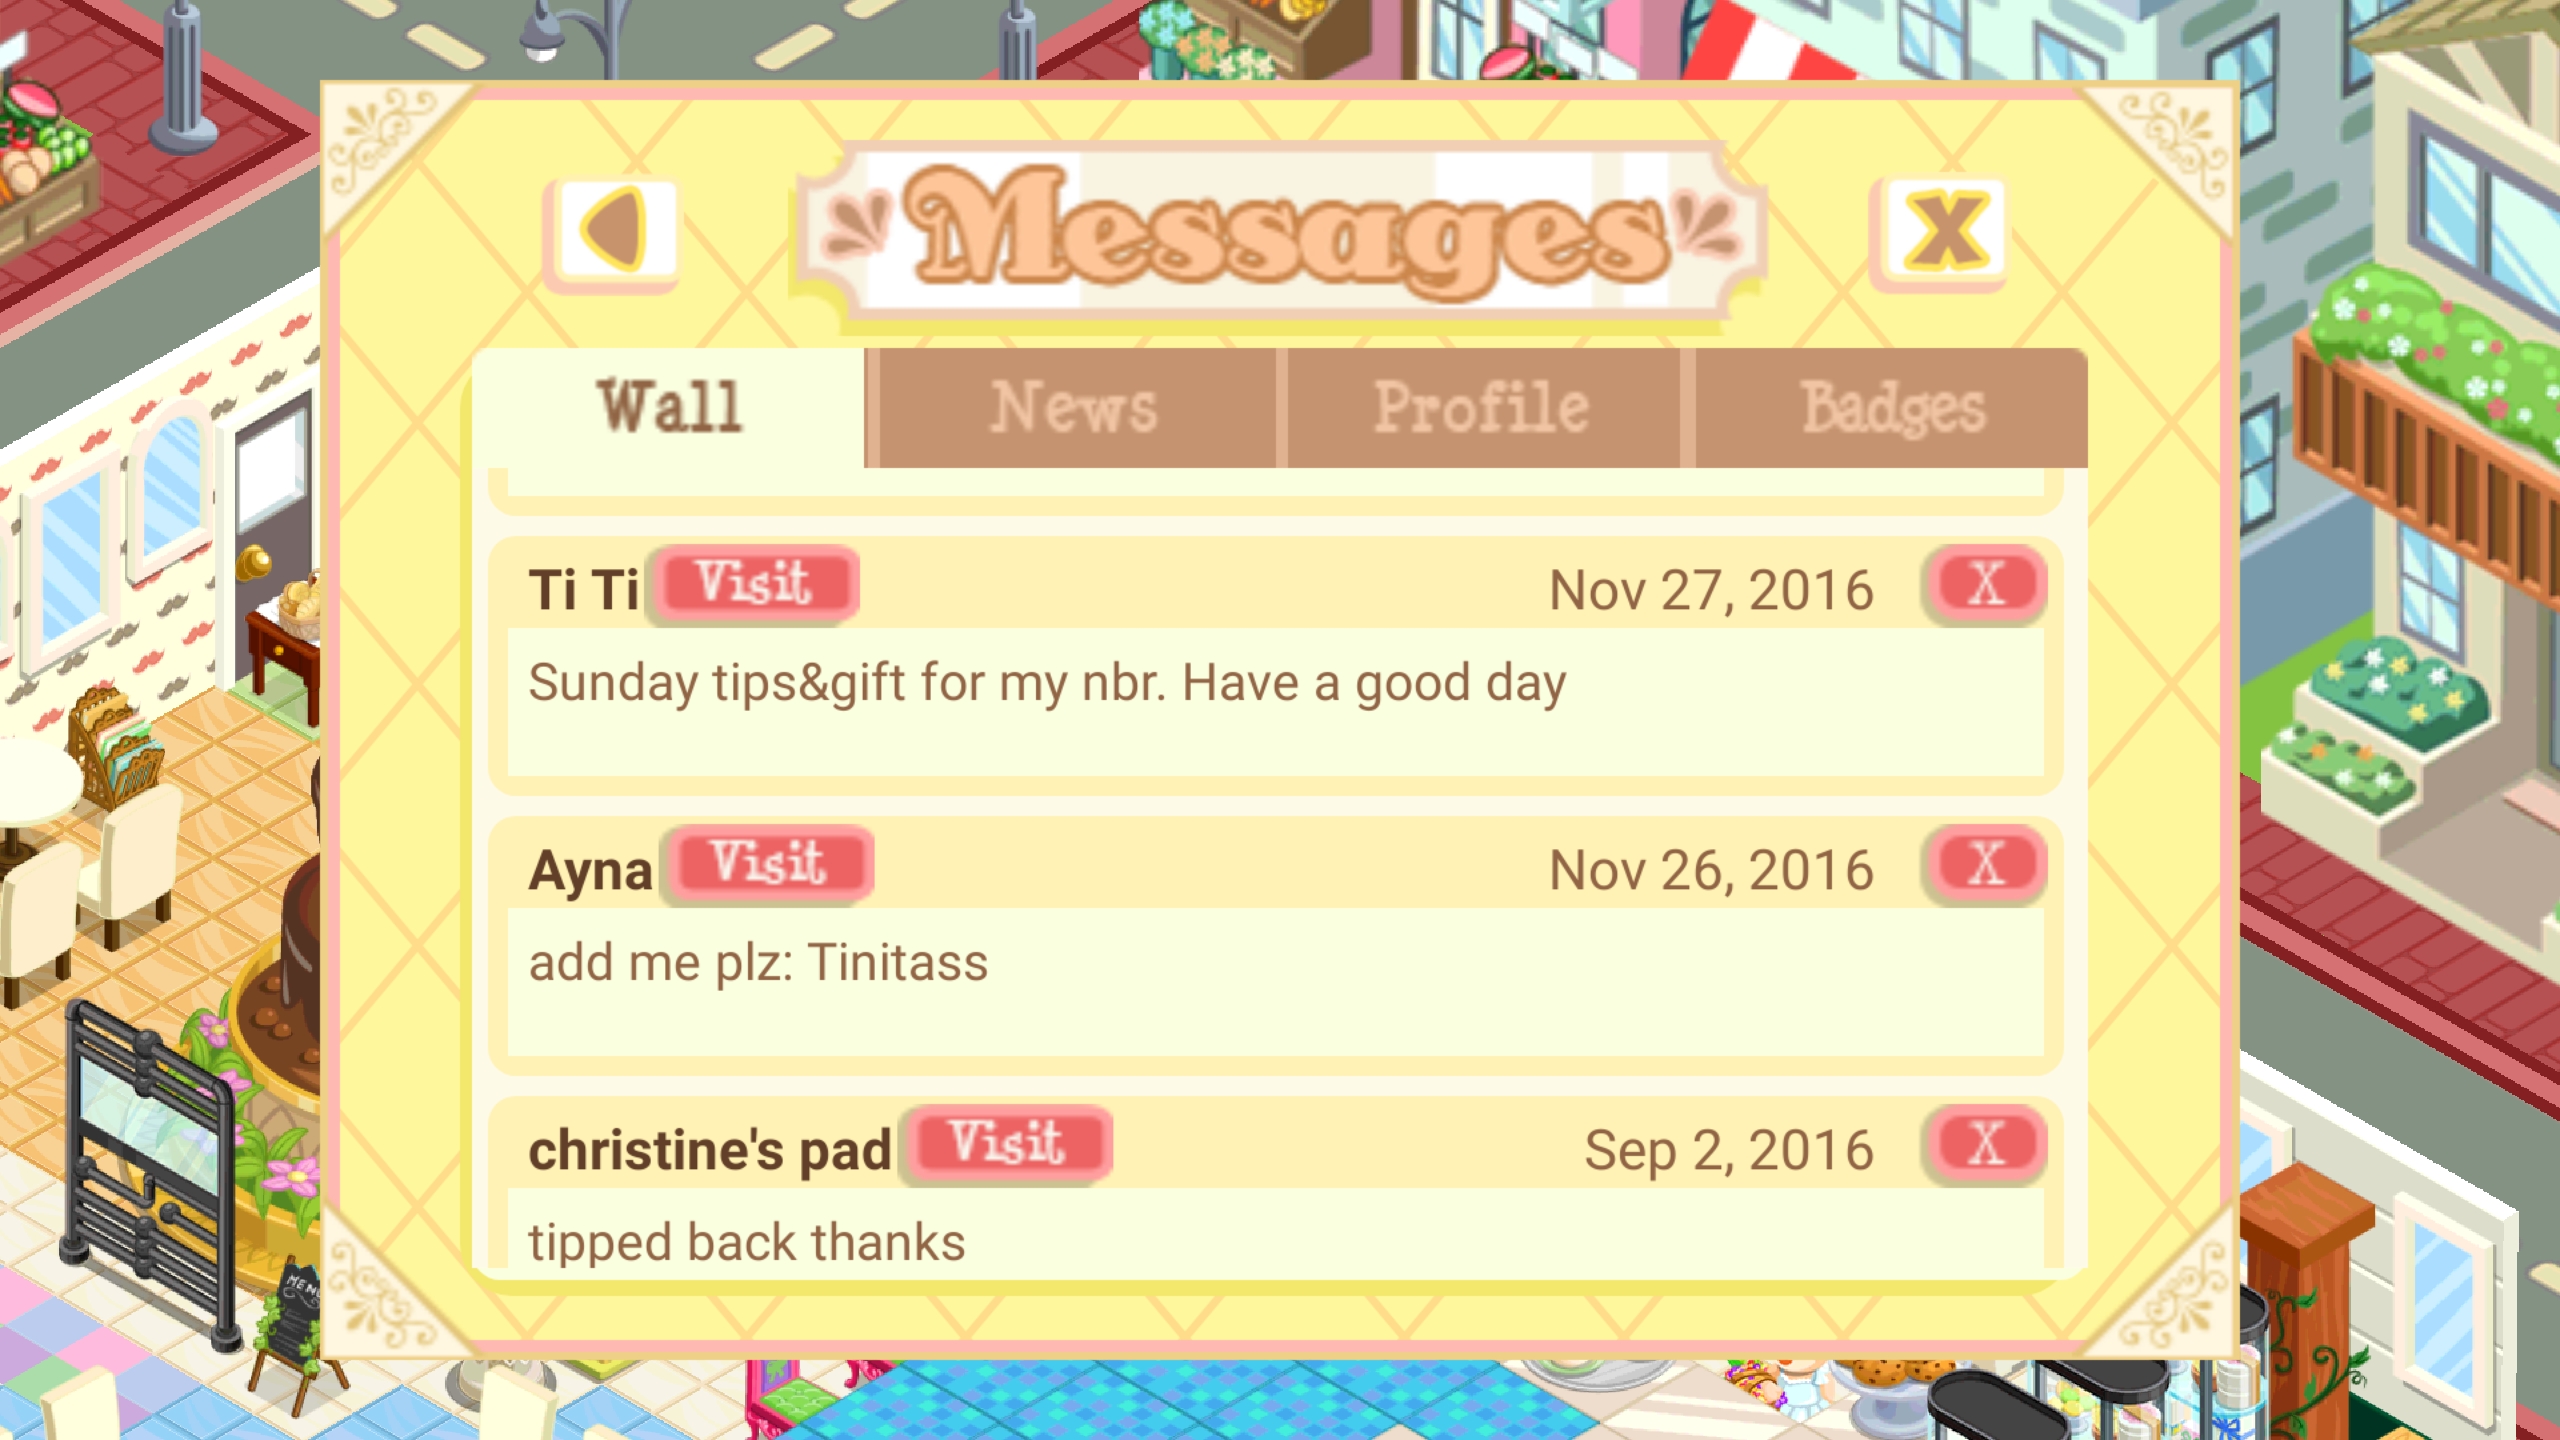 Messages
Wall News Profile Badges
Ti Ti Visit Nov 27, 2016 X
Sunday tips&gift for my nbr. Have a good day
Ayna Visit Nov 26, 2016 X
add me plz: Tinitass
christine's pad Visit Sep 2, 2016 X
tipped back thanks